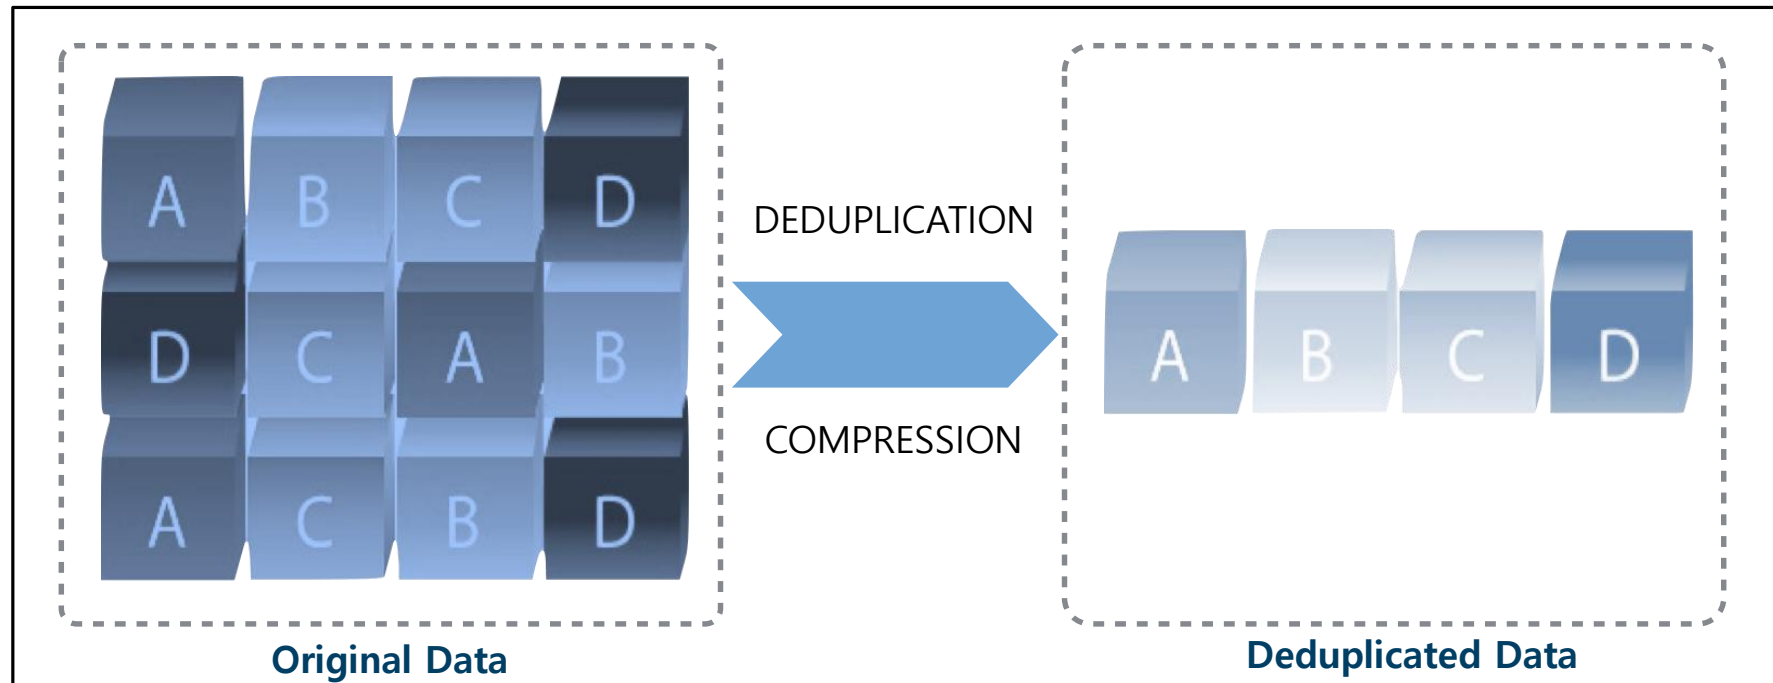 A B C D
D C A B
A C B D
Original Data
DEDUPLICATION
COMPRESSION
A B C D
Deduplicated Data